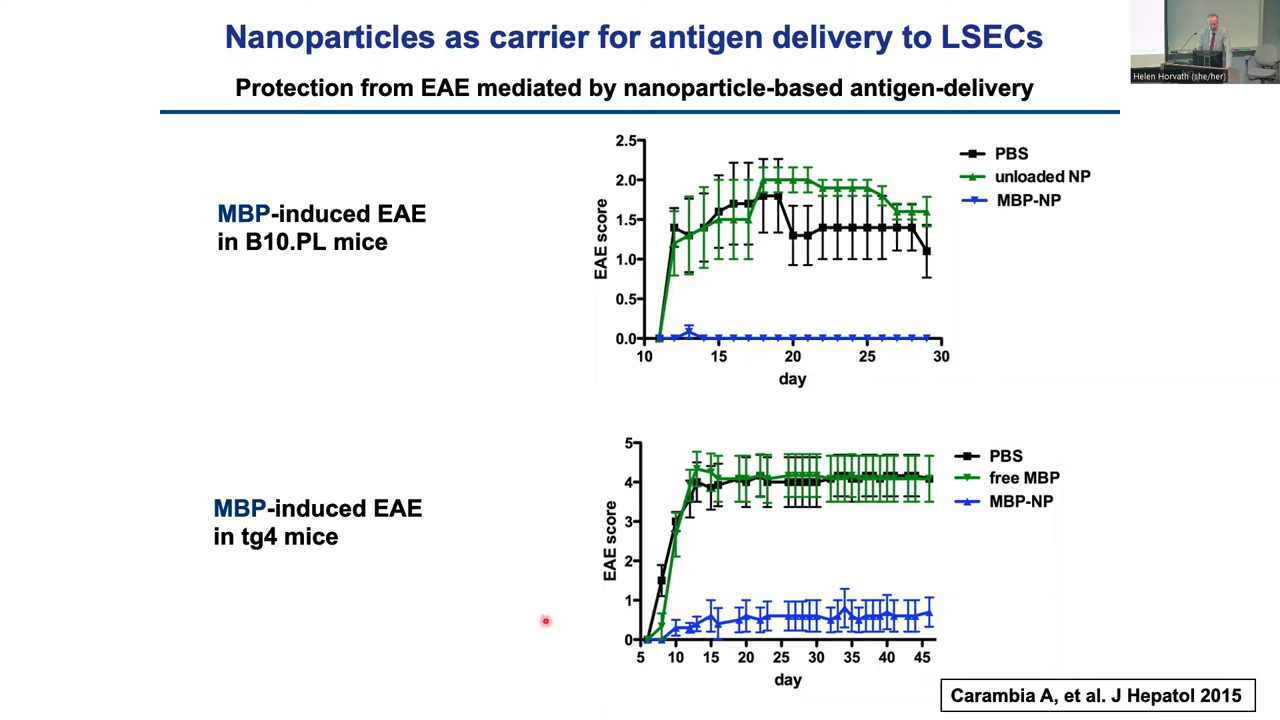 Nanoparticles as carrier for antigen delivery to LSECs
Helen Horvath (she/her)
Protection from EAE mediated by nanoparticle-based antigen-delivery
MBP-induced EAE
in B10.PL mice
EAE score
2.5
2.0
1.5
1.0
0.5
0.0
10
15
20
25
30
day
PBS
unloaded NP
MBP-NP
MBP-induced EAE
in tg4 mice
EAE score
5
4
3
2
1
0
5
10
15
20
25
30
35
40
45
day
PBS
free MBP
MBP-NP
Carambia A, et al. J Hepatol 2015